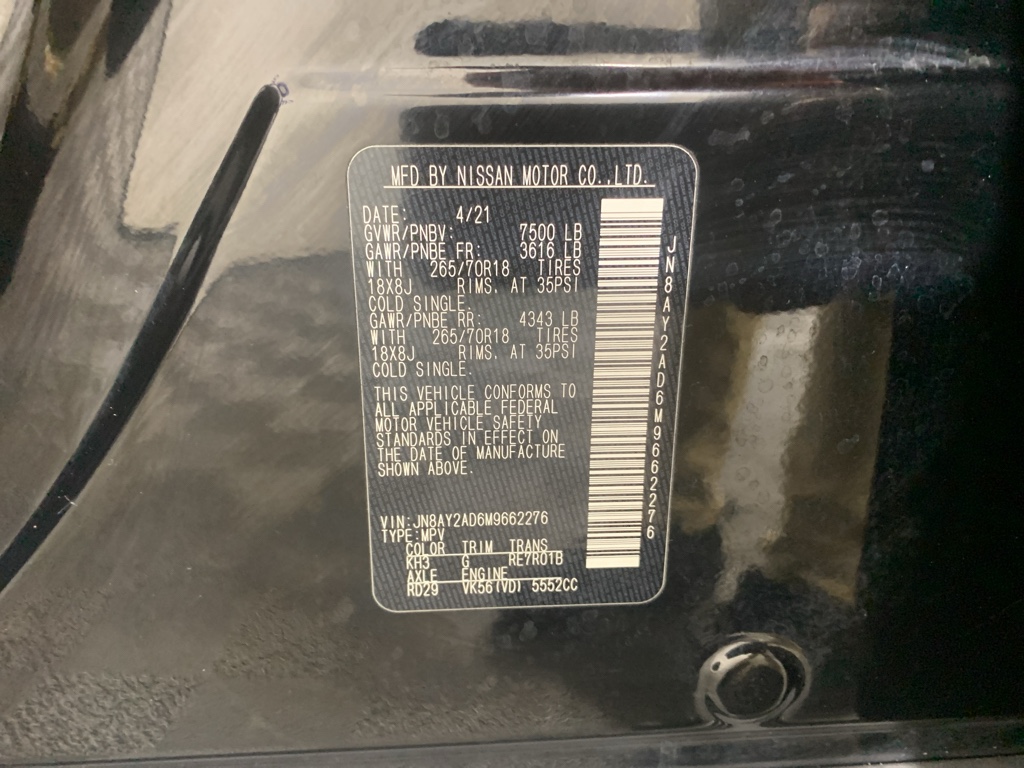 MFD BY NISSAN MOTOR CO.,LTD.
DATE: 4/21
GVWR/PNBV: 7500 LB
GAWR/PNBE FR: 3616 LB
WITH 265/70R18 TIRES
18X8J RIMS, AT 35PSI
COLD SINGLE.
GAWR/PNBE RR: 4343 LB
WITH 265/70R18 TIRES
18X8J RIMS, AT 35PSI
COLD SINGLE.
THIS VEHICLE CONFORMS TO
ALL APPLICABLE FEDERAL
MOTOR VEHICLE SAFETY
STANDARDS IN EFFECT ON
THE DATE OF MANUFACTURE
SHOWN ABOVE.
VIN:JN8AY2AD6M9662276
TYPE:MPV
COLOR TRIM TRANS
KH3 G RE7R01B
AXLE ENGINE
RD29 VK56(VD) 5552CC
JN8AY2AD6M9662276